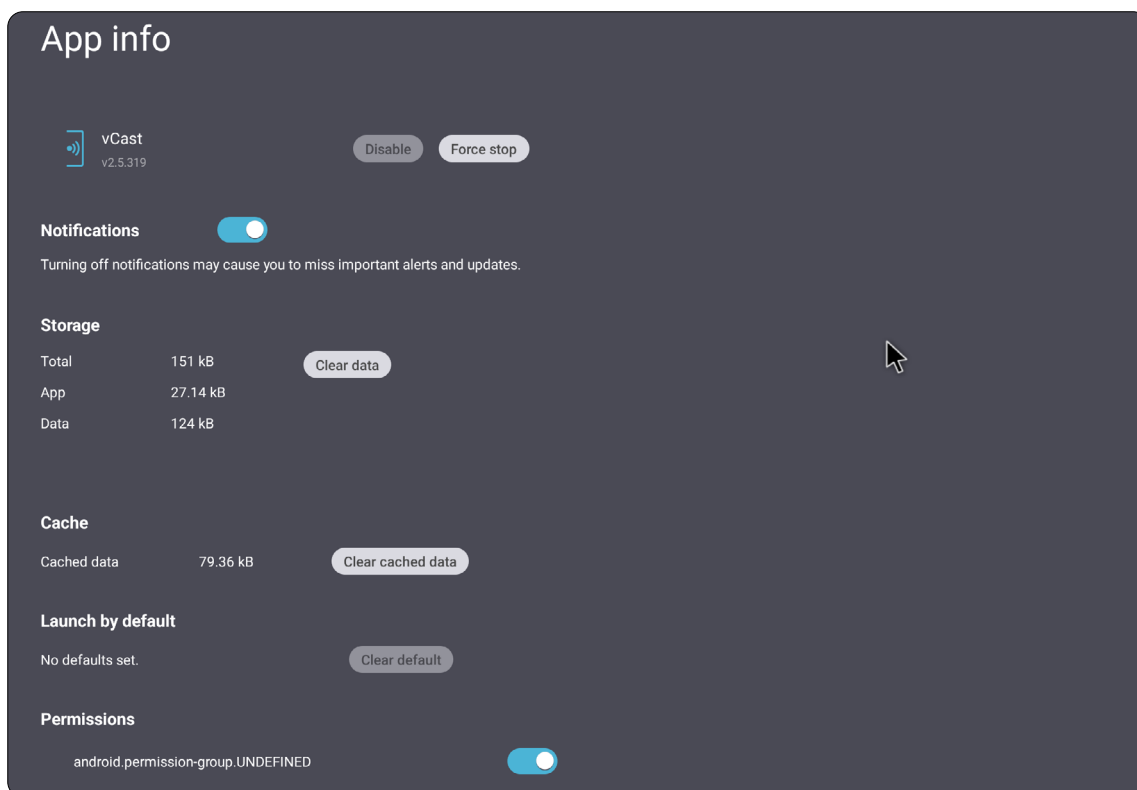 App info
vCast
v2.5.319
Disable
Force stop
Notifications
Turning off notifications may cause you to miss important alerts and updates.
Storage
Total 151 kB Clear data
App 27.14 kB
Data 124 kB
Cache
Cached data 79.36 kB Clear cached data
Launch by default
No defaults set. Clear default
Permissions
android.permission-group.UNDEFINED